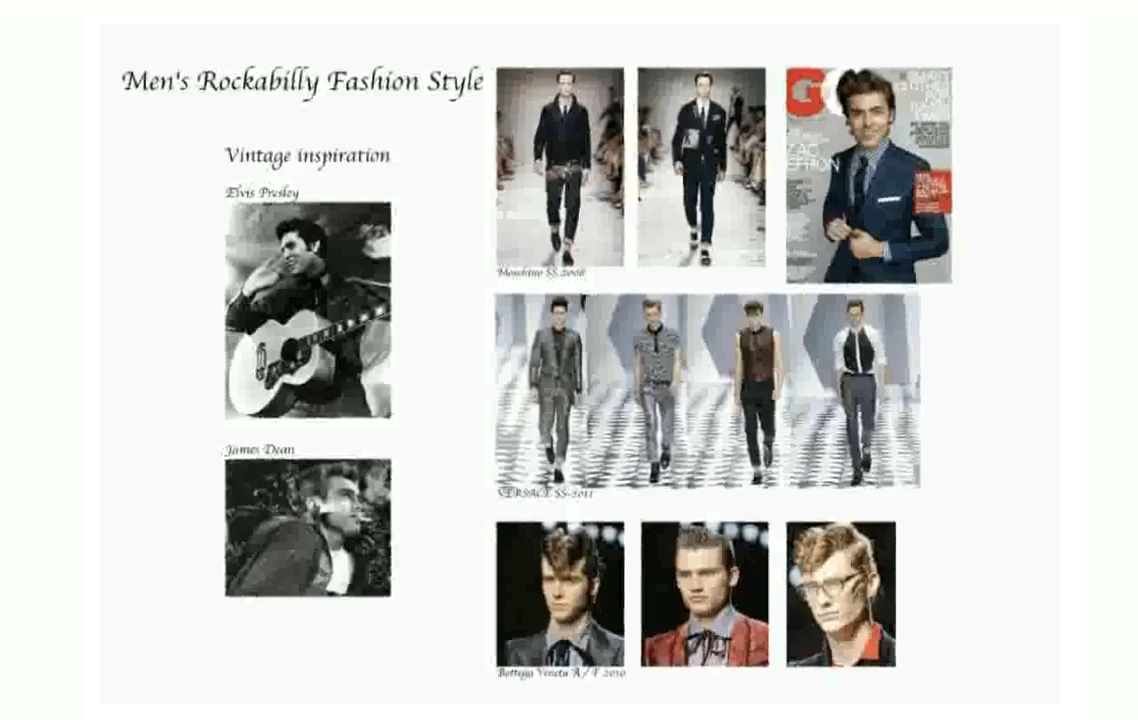 Men's Rockabilly Fashion Style
Vintage inspiration
Elvis Presley
James Dean
Moschino SS 2008
GQ
ZAC
EFRON
VERSACE SS-2011
Bottega Veneta A/F 2010